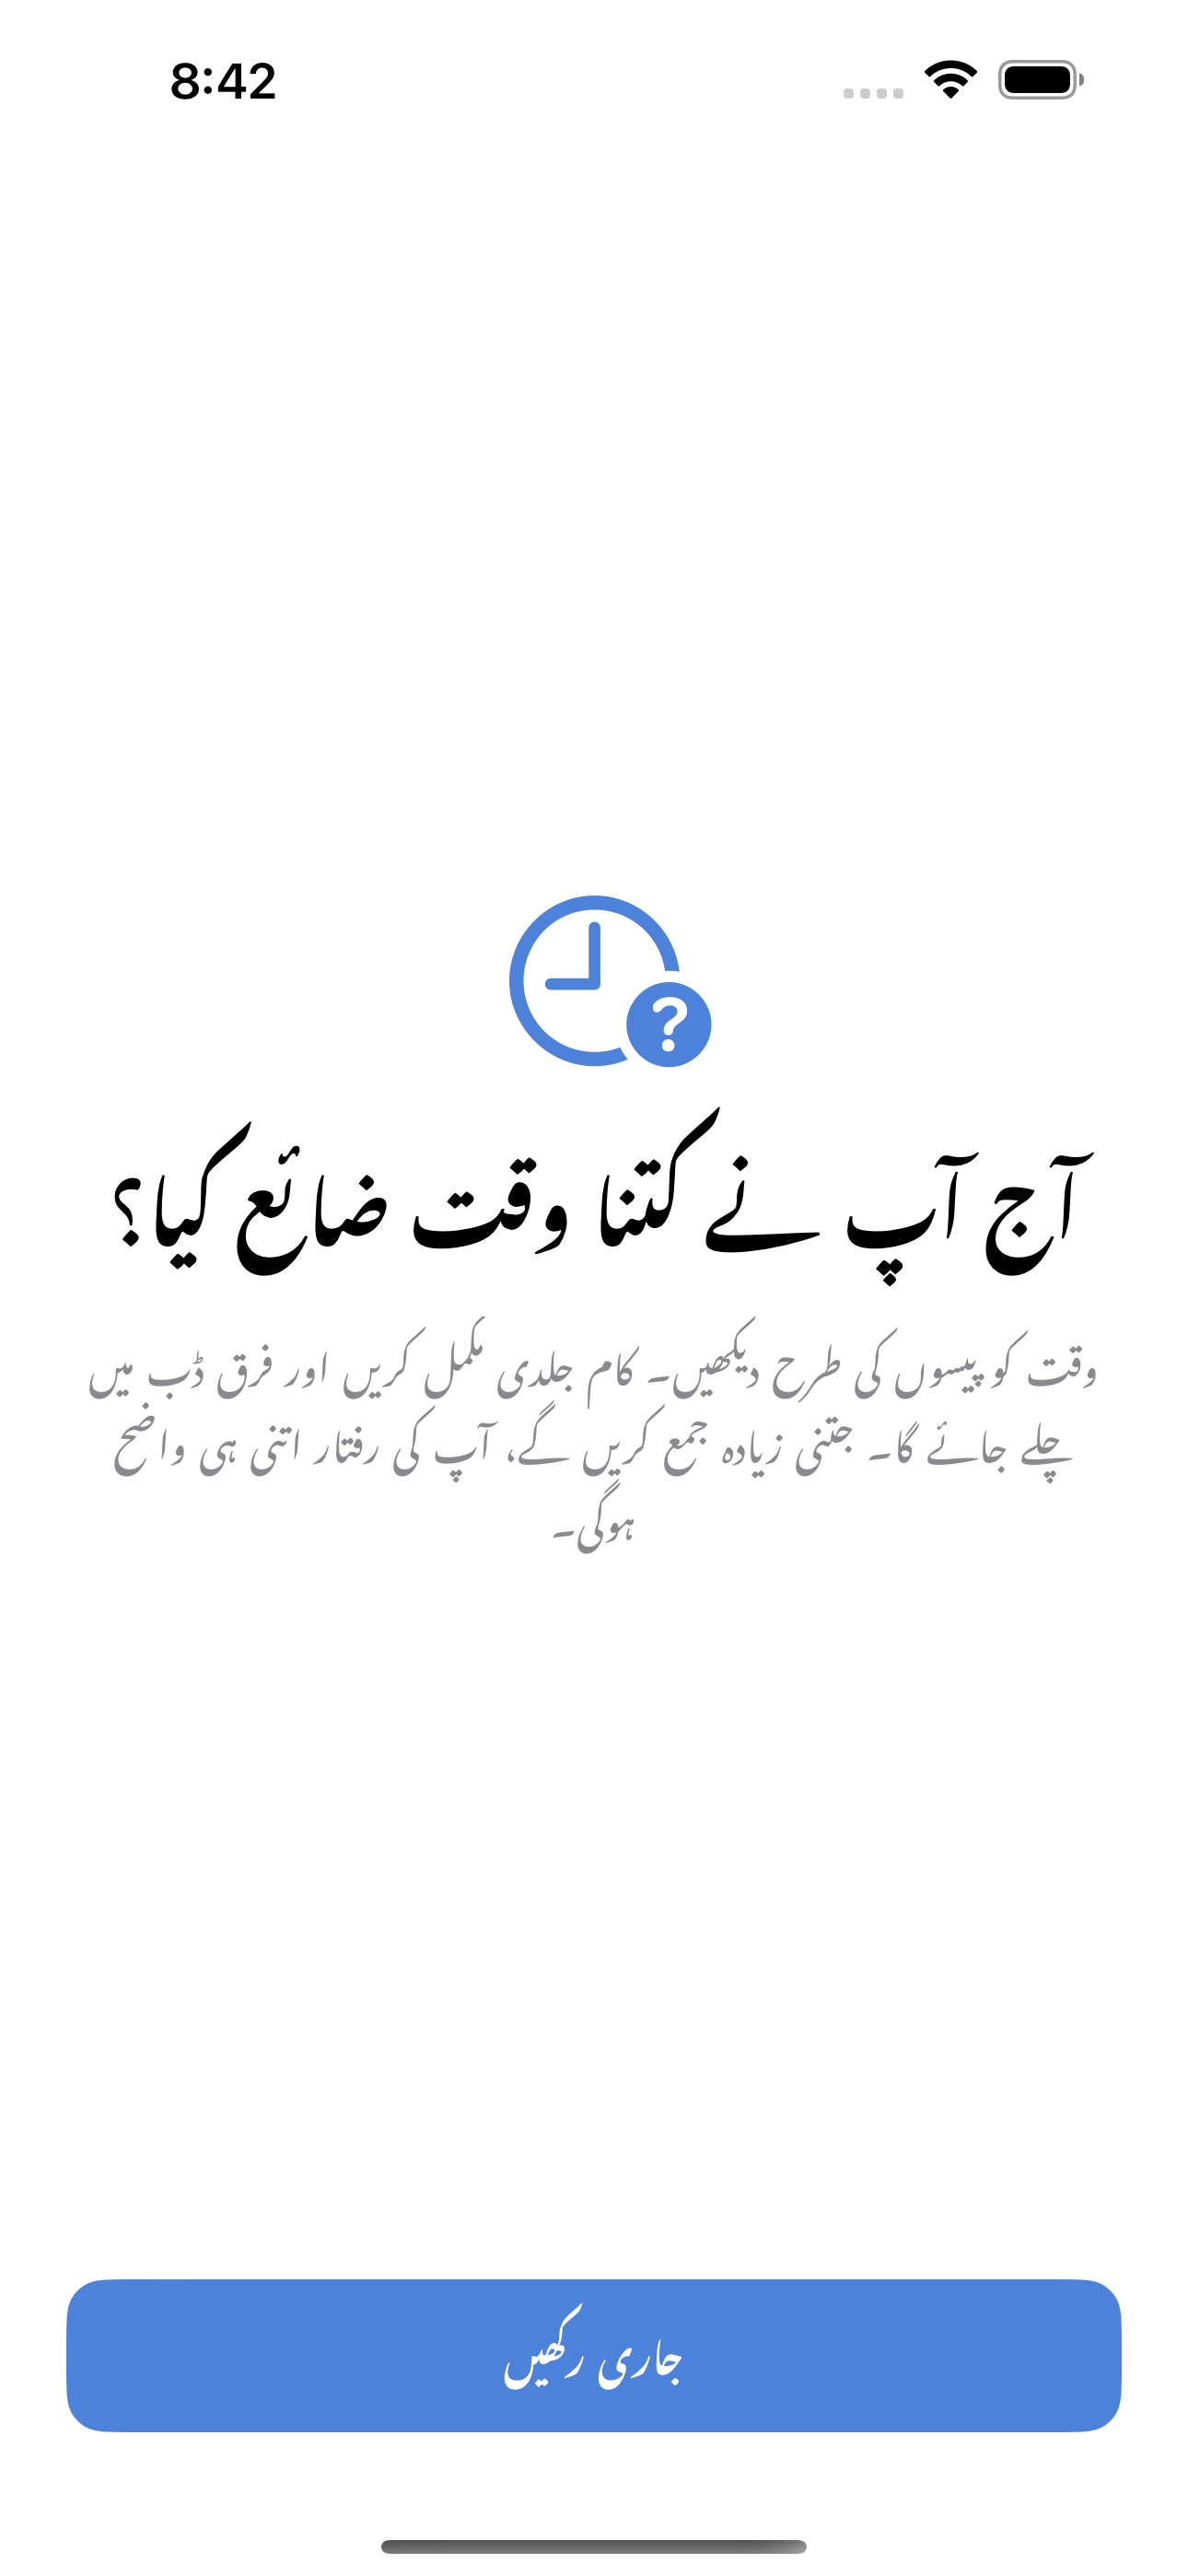 8:42
آج آپ نے کتنا وقت ضائع کیا؟
وقت کو پیسوں کی طرح دیکھیں۔ کام جلدی مکمل کریں اور فرق ڈب میں
چلے جائے گا۔ جتنی زیادہ جمع کریں گے، آپ کی رفتار اتنی ہی واضح
ہوگی۔
جاری رکھیں